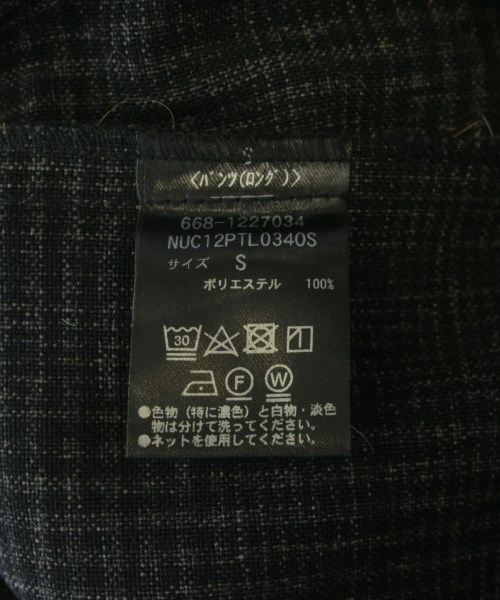 S
<パンツ(ロング)>
668-1227034
NUC12PTL0340S
サイズ S
ポリエステル 100%
30
F W
●色物（特に濃色）と白物・淡色
物は分けて洗ってください。
●ネットを使用してください。